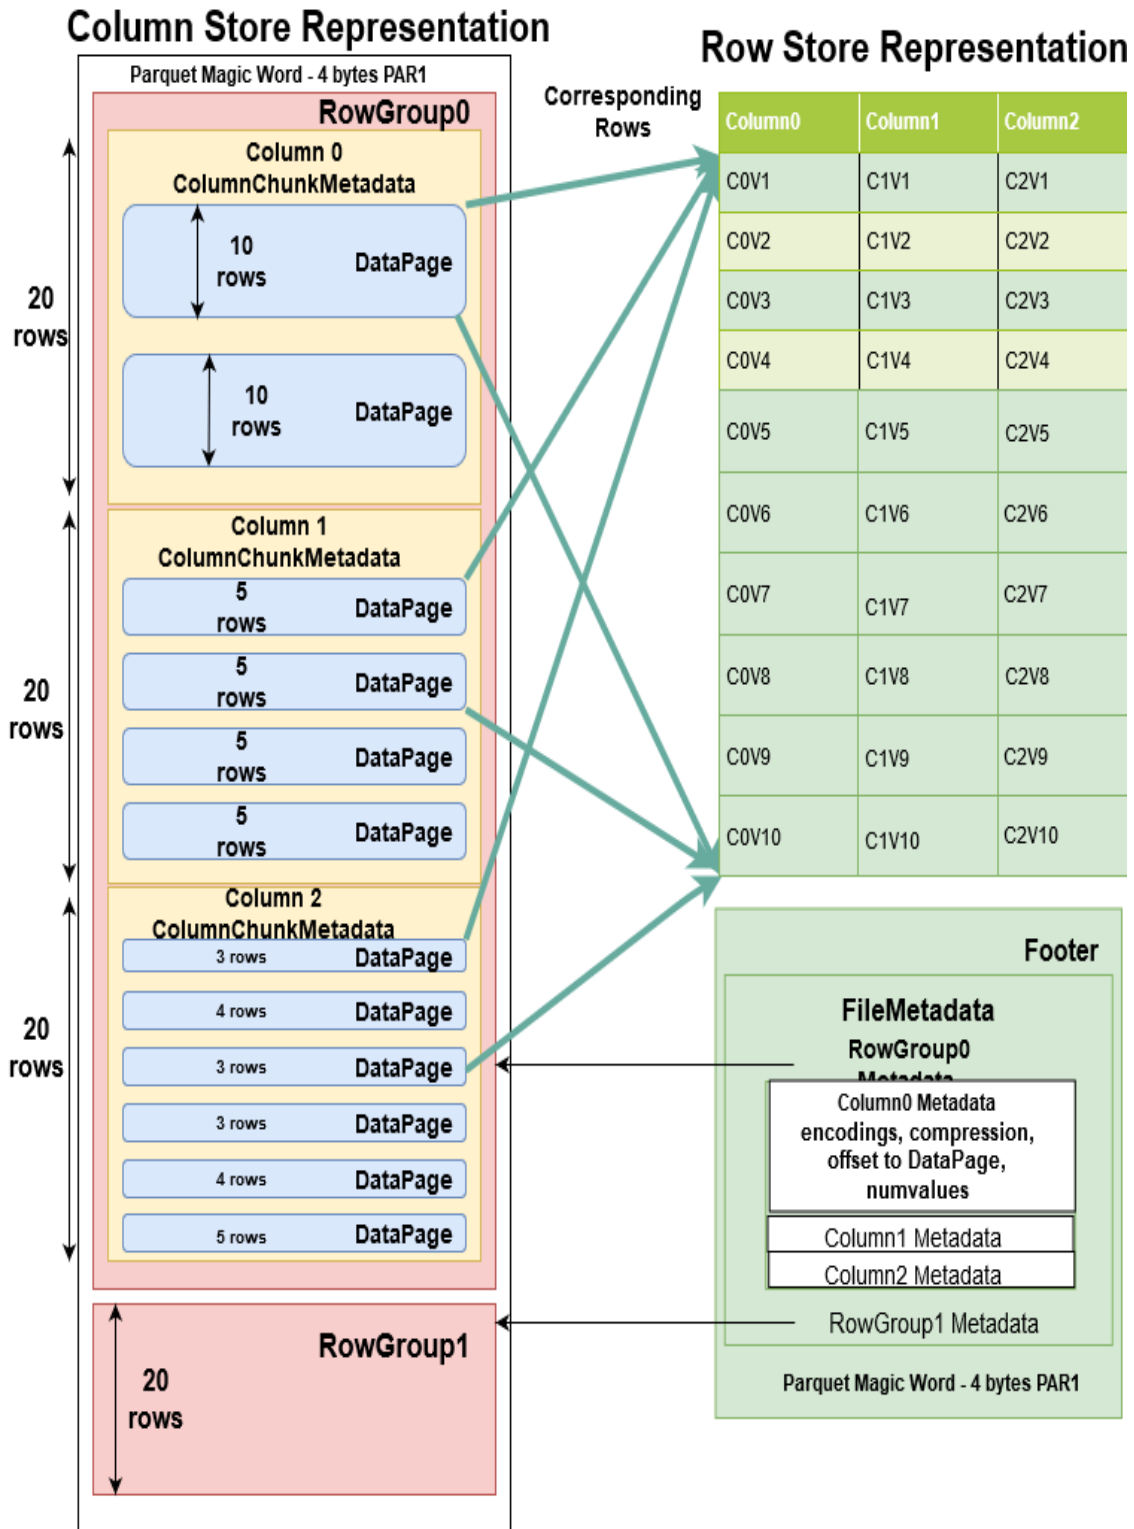 Column Store Representation
Parquet Magic Word - 4 bytes PAR1
RowGroup0
Column 0
ColumnChunkMetadata
10
rows
DataPage
10
rows
DataPage
20
rows
Column 1
ColumnChunkMetadata
5
rows
DataPage
5
rows
DataPage
5
rows
DataPage
5
rows
DataPage
20
rows
Column 2
ColumnChunkMetadata
3 rows DataPage
4 rows DataPage
3 rows DataPage
3 rows DataPage
4 rows DataPage
5 rows DataPage
20
rows
RowGroup1
20
rows
Corresponding
Rows
Row Store Representation
Column0 Column1 Column2
C0V1 C1V1 C2V1
C0V2 C1V2 C2V2
C0V3 C1V3 C2V3
C0V4 C1V4 C2V4
C0V5 C1V5 C2V5
C0V6 C1V6 C2V6
C0V7 C1V7 C2V7
C0V8 C1V8 C2V8
C0V9 C1V9 C2V9
C0V10 C1V10 C2V10
Footer
FileMetadata
RowGroup0
Metadata
Column0 Metadata
encodings, compression,
offset to DataPage,
numvalues
Column1 Metadata
Column2 Metadata
RowGroup1 Metadata
Parquet Magic Word - 4 bytes PAR1